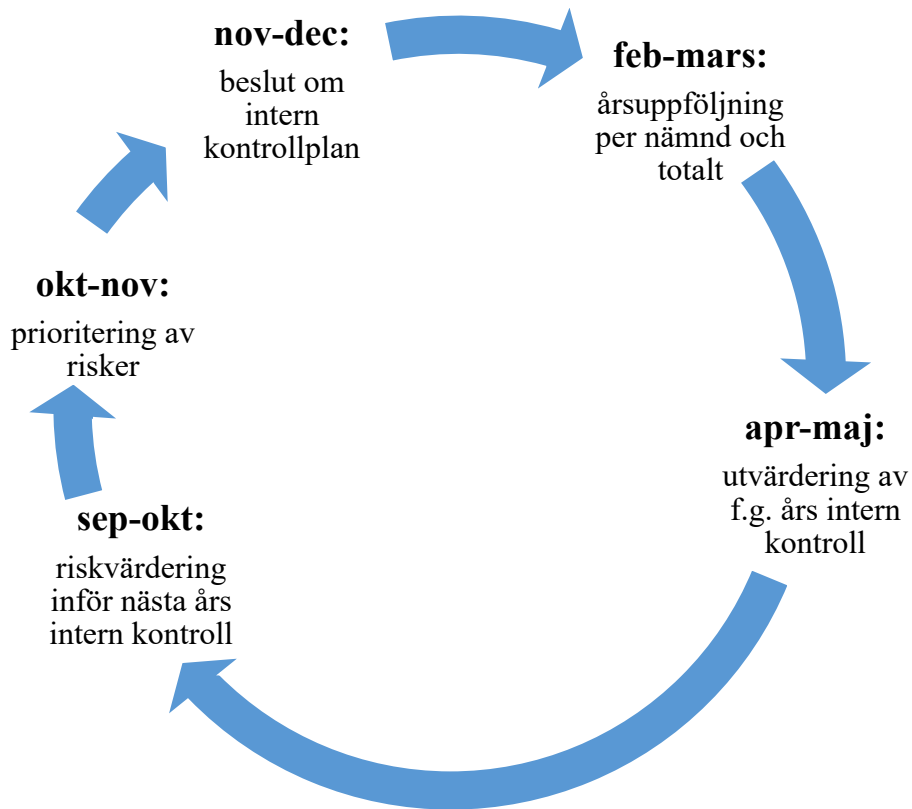 nov-dec:
beslut om
intern
kontrollplan
feb-mars:
årsuppföljning
per nämnd och
totalt
apr-maj:
utvärdering av
f.g. års intern
kontroll
sep-okt:
riskvärdering
inför nästa års
intern kontroll
okt-nov:
prioritering av
risker